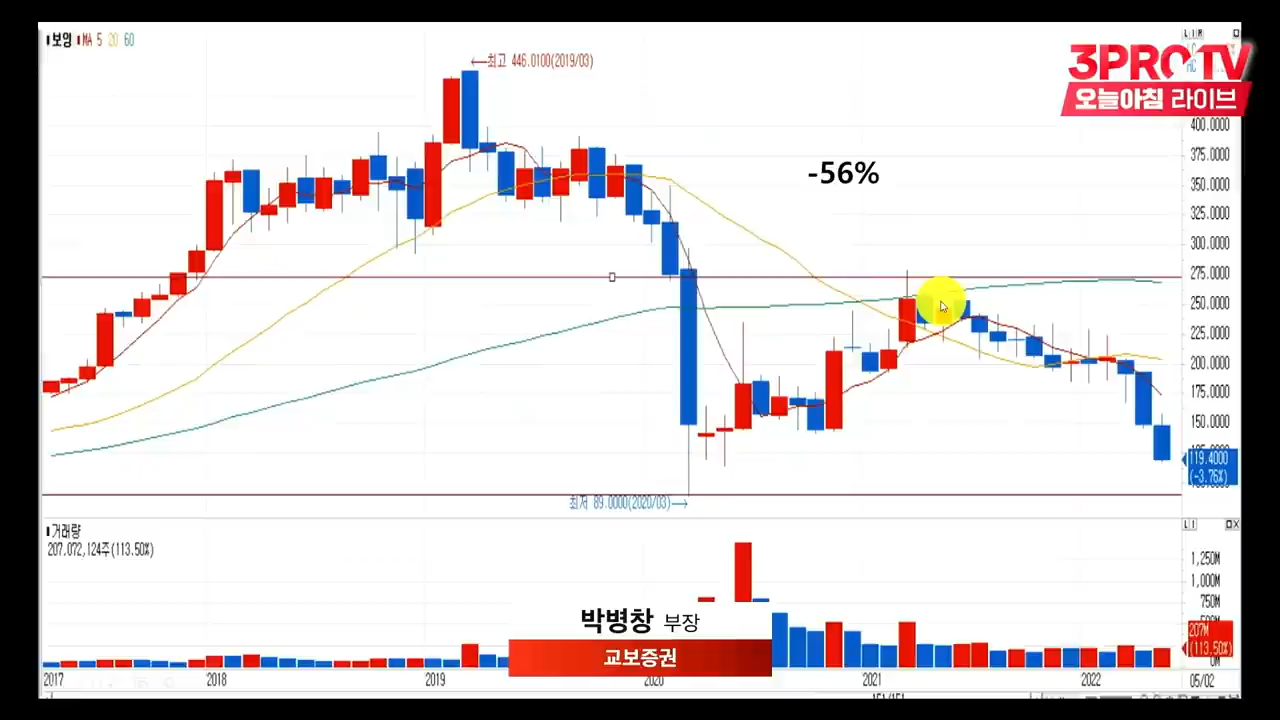 보잉 MA 5 20 60
←최고 446.0100(2019/03)
3PROTV
오늘아침 라이브
-56%
400.0000
375.0000
350.0000
325.0000
300.0000
275.0000
250.0000
225.0000
200.0000
175.0000
150.0000
119.4000
(-3.76%)
최저 89.0000(2020/03)→
거래량
207.072,124주(113.50%)
1,250M
1,000M
750M
207M
(113.50%)
0M
박병창 부장
교보증권
2017 2018 2019 2020 2021 2022 05/02
151/151